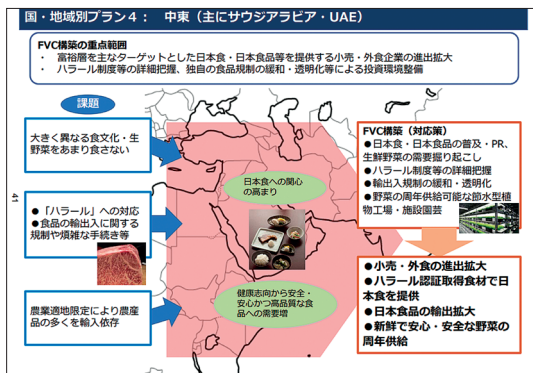 国・地域別プラン4： 中東（主にサウジアラビア・UAE）
FVC構築の重点範囲
・ 富裕層を主なターゲットとした日本食・日本食品等を提供する小売・外食企業の進出拡大
・ ハラール制度等の詳細把握、独自の食品規制の緩和・透明化等による投資環境整備
課題
大きく異なる食文化・生
野菜をあまり食さない
●「ハラール」への対応
●食品の輸出入に関する
規制や煩雑な手続き等
農業適地限定により農産
品の多くを輸入依存
日本食への関心
の高まり
健康志向から安全・
安心かつ高品質な食
品への需要増
FVC構築（対応策）
●日本食・日本食品の普及・PR、
生鮮野菜の需要掘り起こし
●ハラール制度等の詳細把握
●輸出入規制の緩和・透明化
●野菜の周年供給可能な節水型植
物工場・施設園芸
●小売・外食の進出拡大
●ハラール認証取得食材で日
本食を提供
●日本食品の輸出拡大
●新鮮で安心・安全な野菜の
周年供給
41